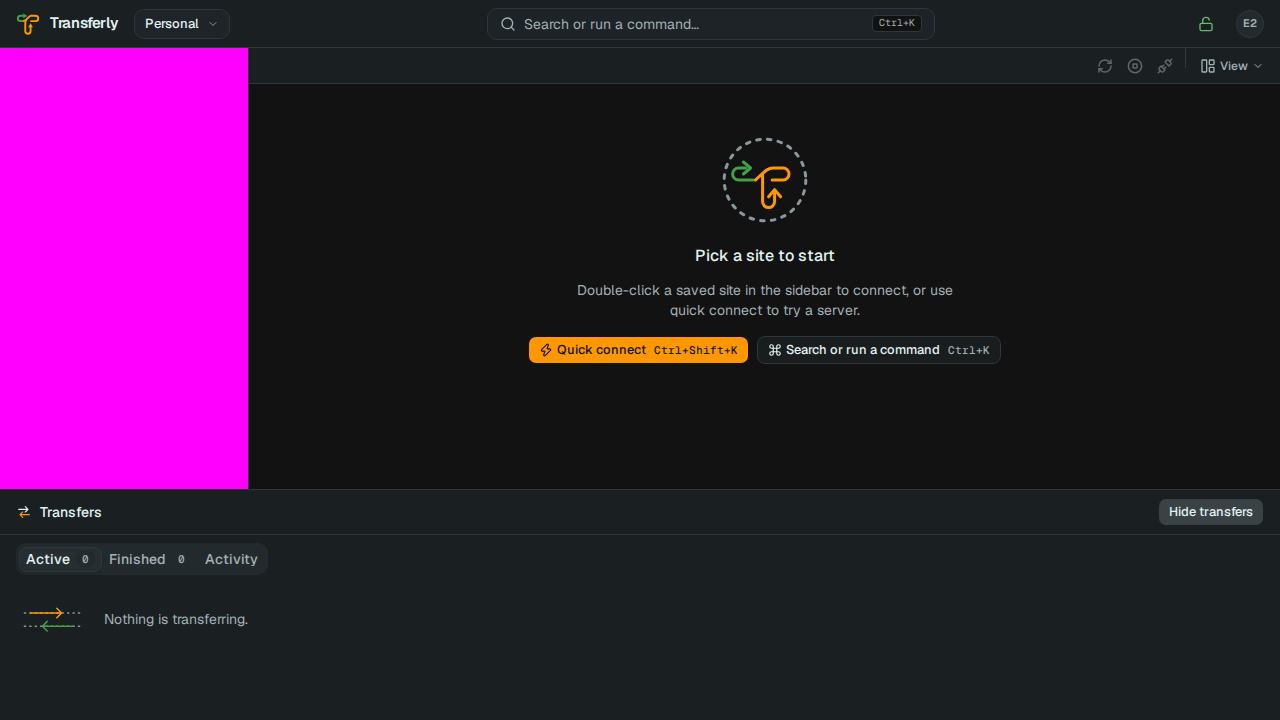 Transferly
Personal
Search or run a command...
Ctrl+K
E2
View
Pick a site to start
Double-click a saved site in the sidebar to connect, or use
quick connect to try a server.
Quick connect Ctrl+Shift+K
Search or run a command Ctrl+K
Transfers
Hide transfers
Active 0 Finished 0 Activity
Nothing is transferring.